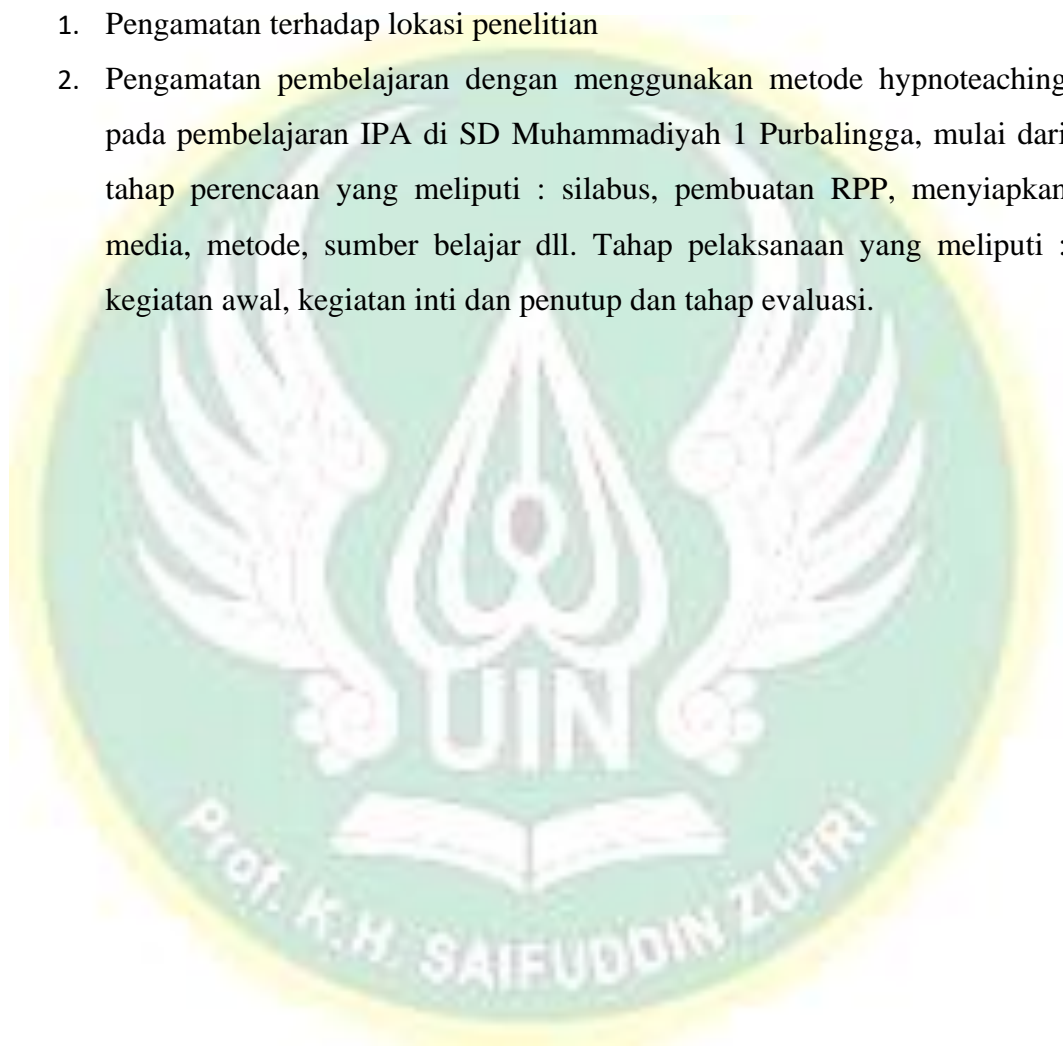 1. Pengamatan terhadap lokasi penelitian
2. Pengamatan pembelajaran dengan menggunakan metode hypnoteaching
pada pembelajaran IPA di SD Muhammadiyah 1 Purbalingga, mulai dari
tahap perencaan yang meliputi : silabus, pembuatan RPP, menyiapkan
media, metode, sumber belajar dll. Tahap pelaksanaan yang meliputi :
kegiatan awal, kegiatan inti dan penutup dan tahap evaluasi.
UIN
Prof. K.H. SAIFUDDIN ZUHRI